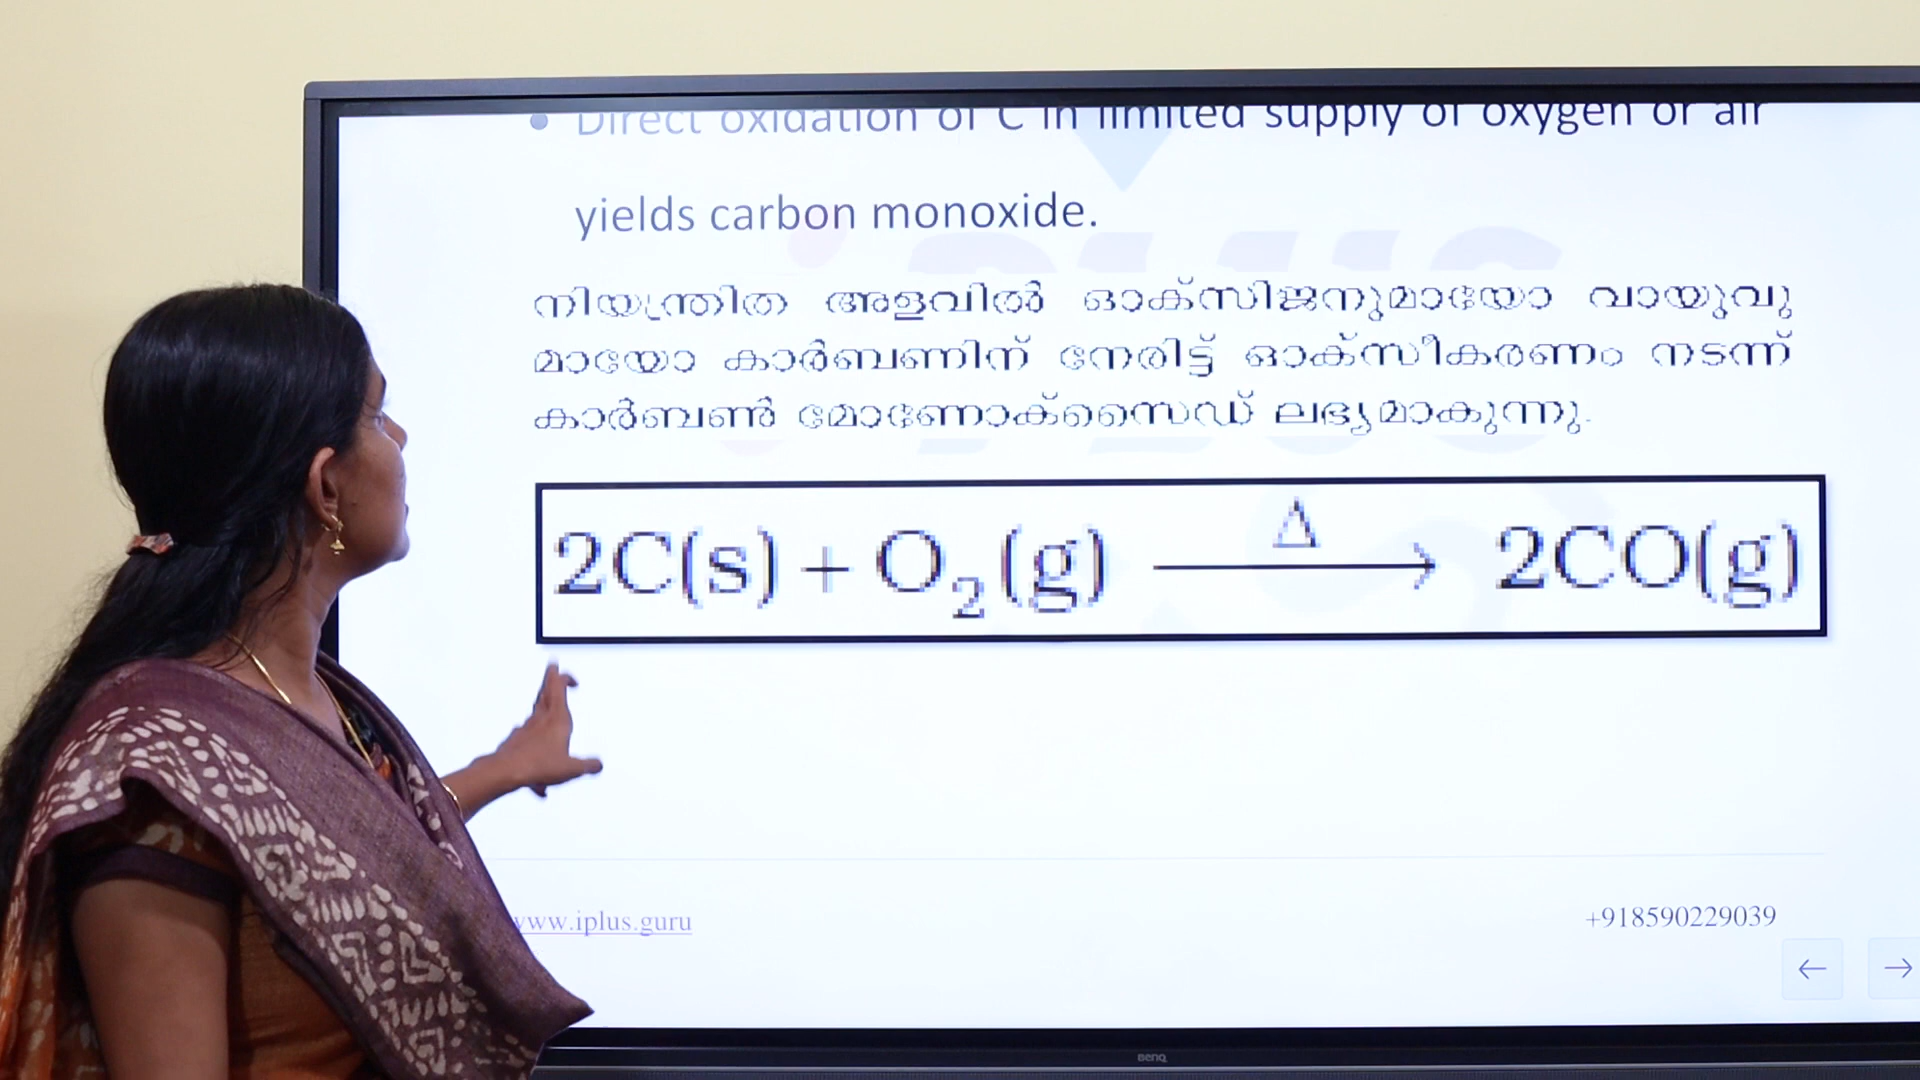 • Direct oxidation of C in limited supply of oxygen or air
yields carbon monoxide.
നിയന്ത്രിത അളവിൽ ഓക്സിജനുമായോ വായുവു
മായോ കാർബണിന് നേരിട്ട് ഓക്സീകരണം നടന്ന്
കാർബൺ മോണോക്സൈഡ് ലഭ്യമാകുന്നു.
2C(s) + O₂(g) —Δ→ 2CO(g)
www.iplus.guru
+918590229039
BenQ